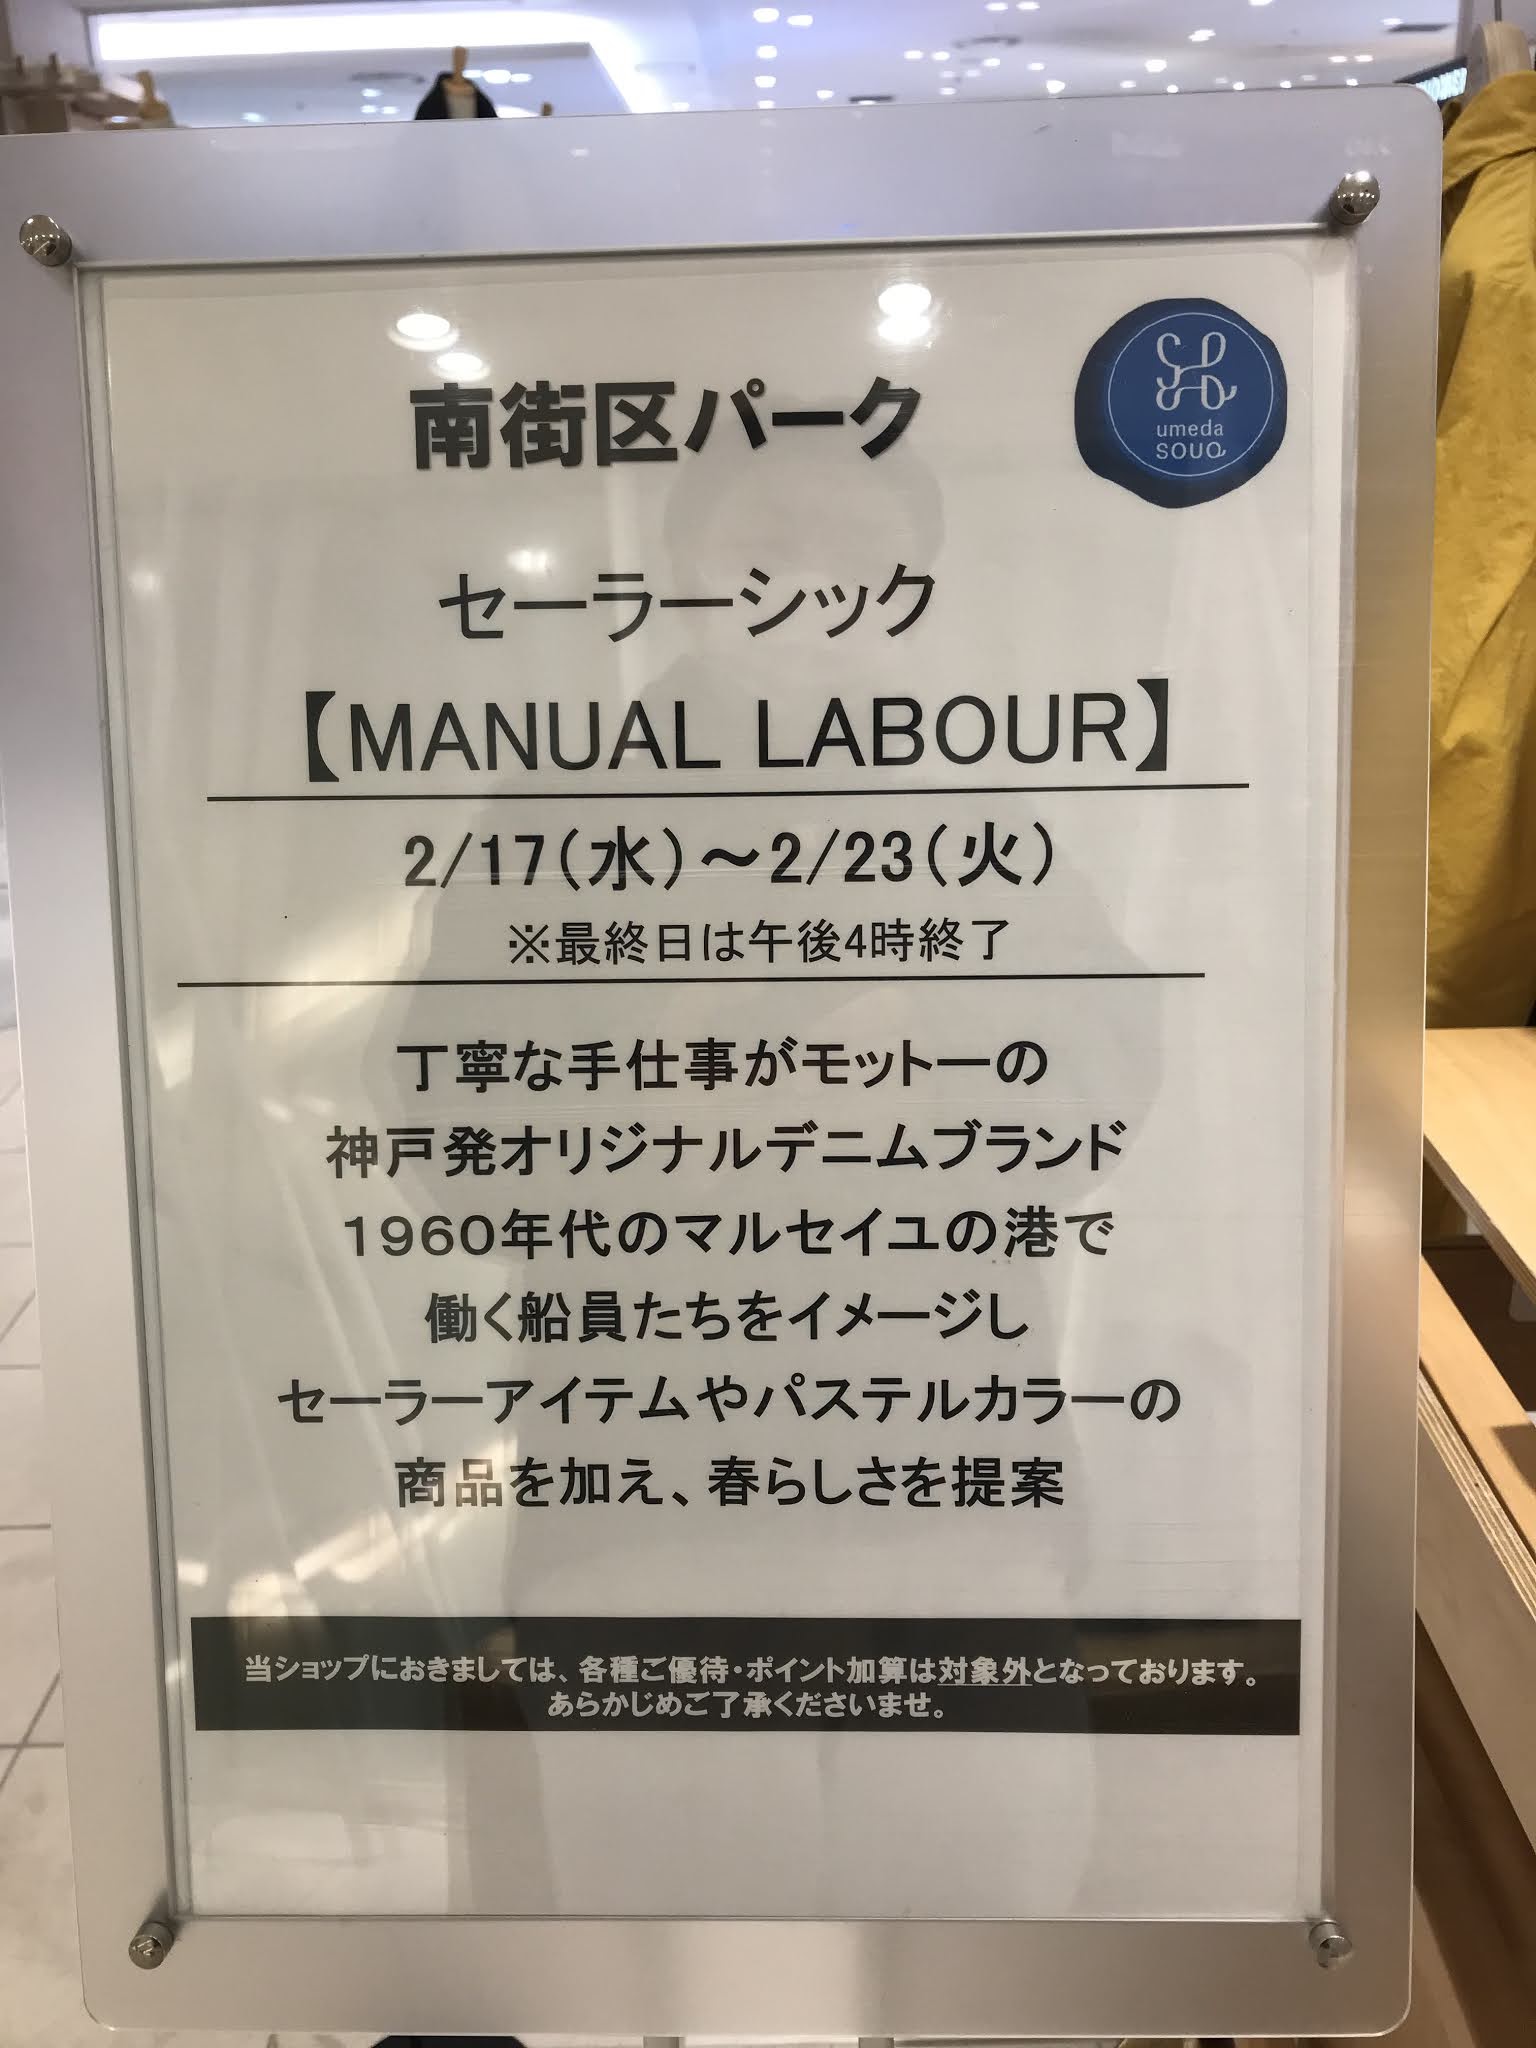 南街区パーク
umeda
SOUQ
セーラーシック
【MANUAL LABOUR】
2/17(水)～2/23(火)
※最終日は午後4時終了
丁寧な手仕事がモットーの
神戸発オリジナルデニムブランド
1960年代のマルセイユの港で
働く船員たちをイメージし
セーラーアイテムやパステルカラーの
商品を加え、春らしさを提案
当ショップにおきましては、各種ご優待・ポイント加算は対象外となっております。
あらかじめご了承くださいませ。